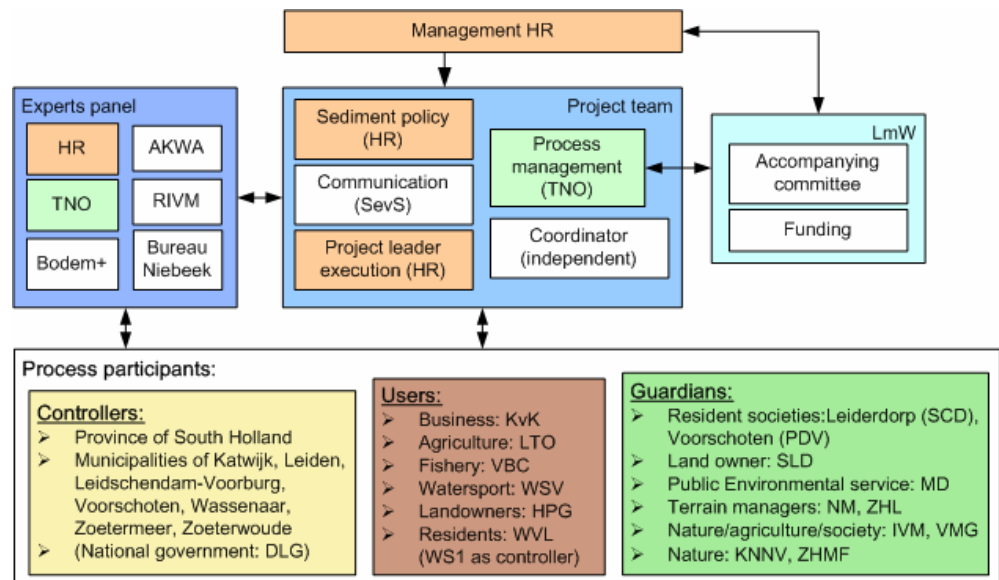 Management HR
Experts panel
HR
AKWA
TNO
RIVM
Bodem+
Bureau
Niebeek
Project team
Sediment policy
(HR)
Communication
(SevS)
Project leader
execution (HR)
Process
management
(TNO)
Coordinator
(independent)
LmW
Accompanying
committee
Funding
Process participants:
Controllers:
➢ Province of South Holland
➢ Municipalities of Katwijk, Leiden,
Leidschendam-Voorburg,
Voorschoten, Wassenaar,
Zoetermeer, Zoeterwoude
➢ (National government: DLG)
Users:
➢ Business: KvK
➢ Agriculture: LTO
➢ Fishery: VBC
➢ Watersport: WSV
➢ Landowners: HPG
➢ Residents: WVL
(WS1 as controller)
Guardians:
➢ Resident societies:Leiderdorp (SCD),
Voorschoten (PDV)
➢ Land owner: SLD
➢ Public Environmental service: MD
➢ Terrain managers: NM, ZHL
➢ Nature/agriculture/society: IVM, VMG
➢ Nature: KNNV, ZHMF